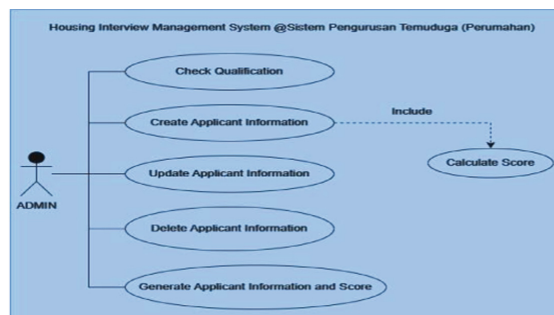 Housing Interview Management System @Sistem Pengurusan Temuduga (Perumahan)
Check Qualification
Create Applicant Information
Include
Calculate Score
Update Applicant Information
ADMIN
Delete Applicant Information
Generate Applicant Information and Score